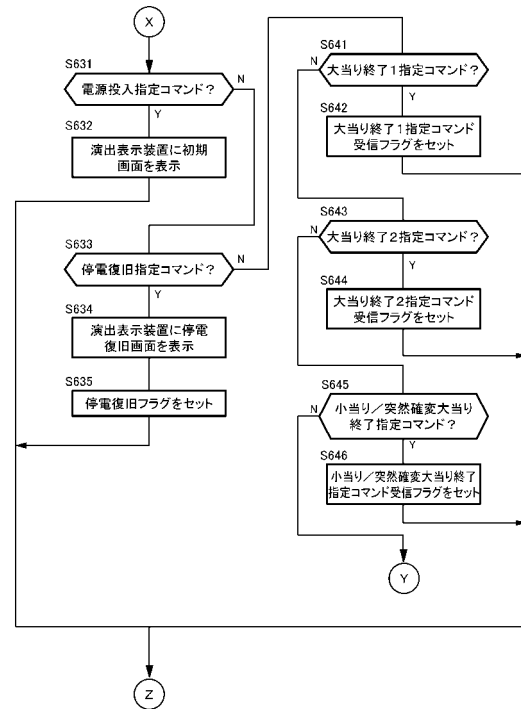 X
S631
電源投入指定コマンド?
N
Y
S632
演出表示装置に初期
画面を表示
S633
停電復旧指定コマンド?
N
Y
S634
演出表示装置に停電
復旧画面を表示
S635
停電復旧フラグをセット
S641
N
大当り終了1指定コマンド?
Y
S642
大当り終了1指定コマンド
受信フラグをセット
S643
N
大当り終了2指定コマンド?
Y
S644
大当り終了2指定コマンド
受信フラグをセット
S645
N
小当り/突然確変大当り
終了指定コマンド?
Y
S646
小当り/突然確変大当り終了
指定コマンド受信フラグをセット
Y
Z